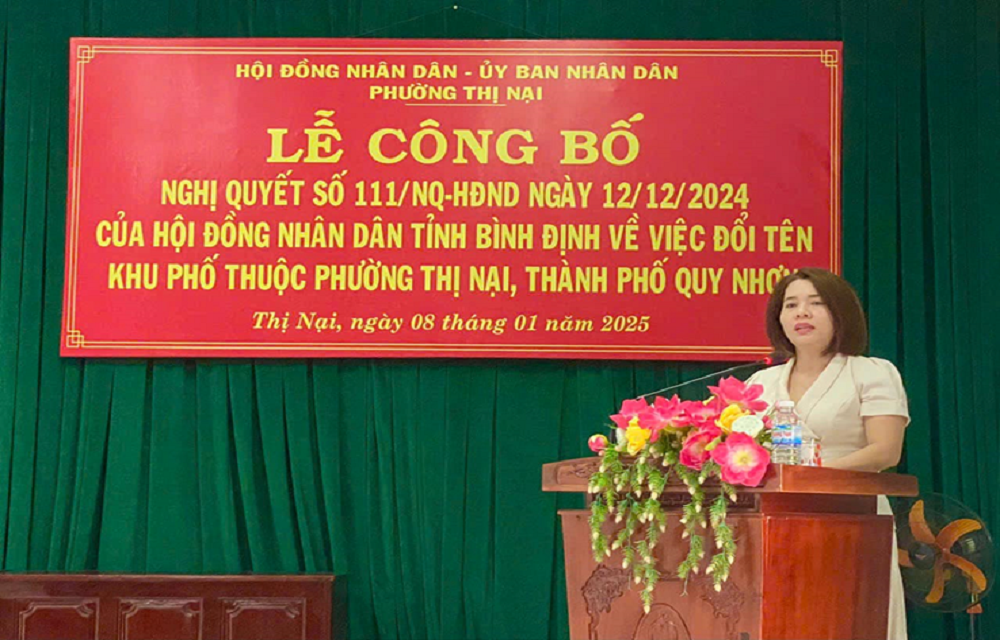 HỘI ĐỒNG NHÂN DÂN - ỦY BAN NHÂN DÂN
PHƯỜNG THỊ NẠI
LỄ CÔNG BỐ
NGHỊ QUYẾT SỐ 111/NQ-HĐND NGÀY 12/12/2024
CỦA HỘI ĐỒNG NHÂN DÂN TỈNH BÌNH ĐỊNH VỀ VIỆC ĐỔI TÊN
KHU PHỐ THUỘC PHƯỜNG THỊ NẠI, THÀNH PHỐ QUY NHƠN
Thị Nại, ngày 08 tháng 01 năm 2025